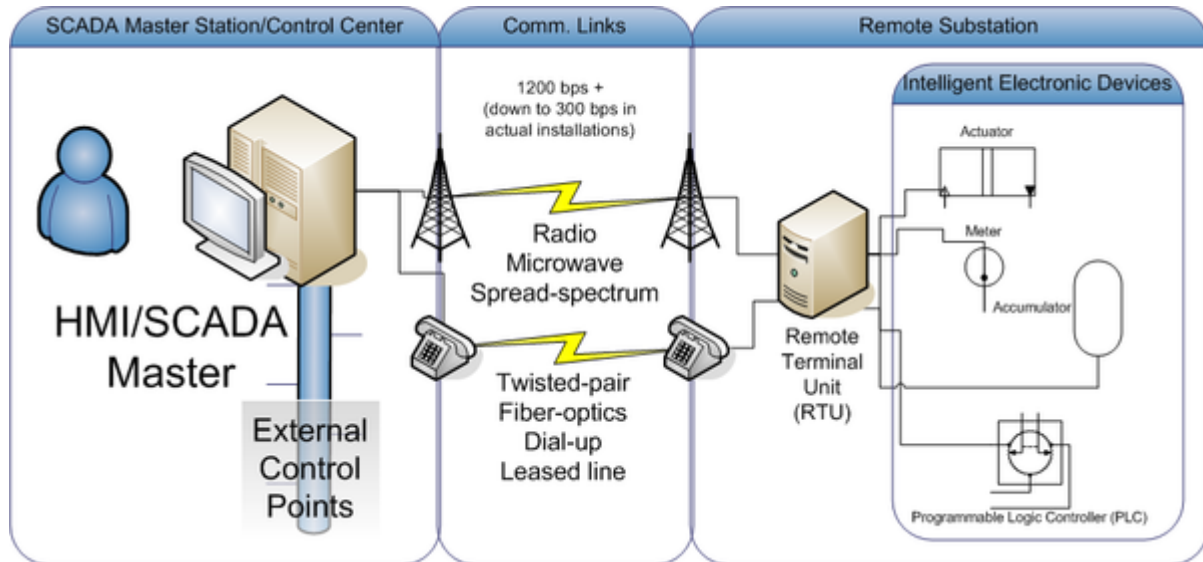 SCADA Master Station/Control Center
HMI/SCADA
Master
External
Control
Points
Comm. Links
1200 bps +
(down to 300 bps in
actual installations)
Radio
Microwave
Spread-spectrum
Twisted-pair
Fiber-optics
Dial-up
Leased line
Remote Substation
Remote
Terminal
Unit
(RTU)
Intelligent Electronic Devices
Actuator
Meter
Accumulator
Programmable Logic Controller (PLC)